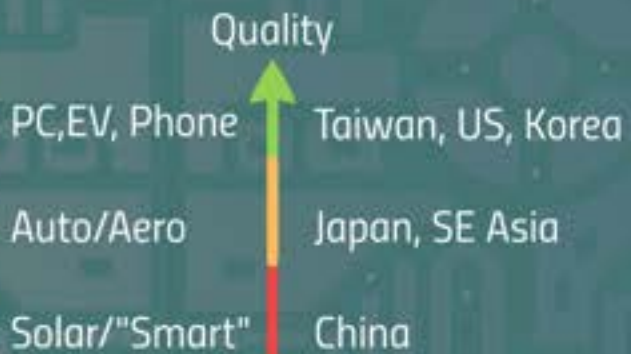 Quality
PC,EV, Phone
Taiwan, US, Korea
Auto/Aero
Japan, SE Asia
Solar/"Smart"
China